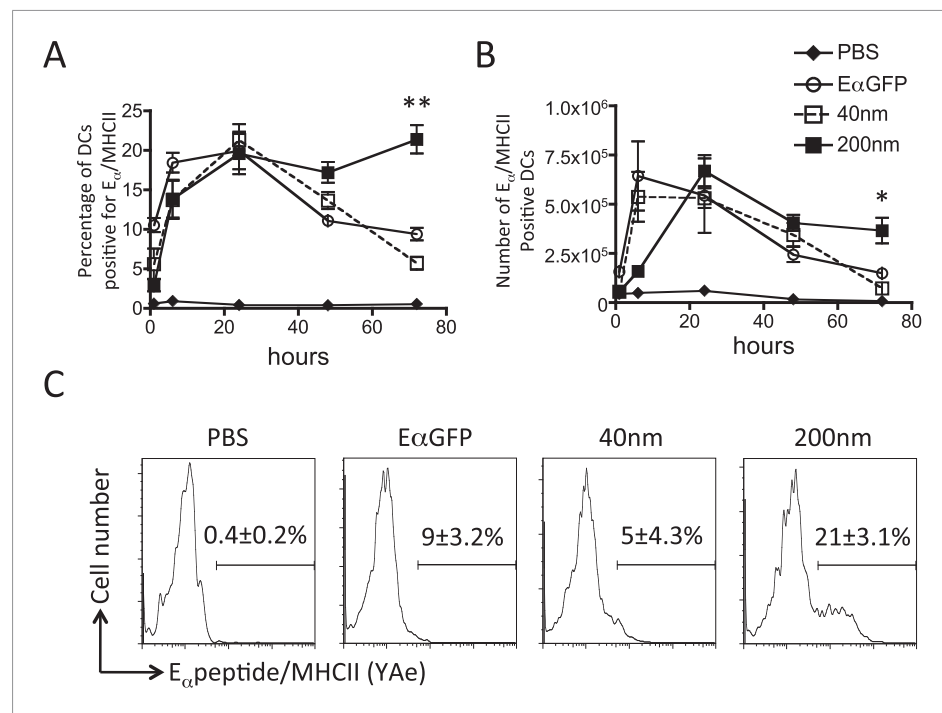 A
Percentage of DCs
positive for Eα/MHCII
25
20
15
10
5
0
0 20 40 60 80
hours
**
B
Number of Eα/MHCII
Positive DCs
1.0x10⁶
7.5x10⁵
5.0x10⁵
2.5x10⁵
0
0 20 40 60 80
hours
*
PBS
EαGFP
40nm
200nm
C
PBS
EαGFP
40nm
200nm
Cell number
0.4±0.2%
9±3.2%
5±4.3%
21±3.1%
Eαpeptide/MHCII (YAe)